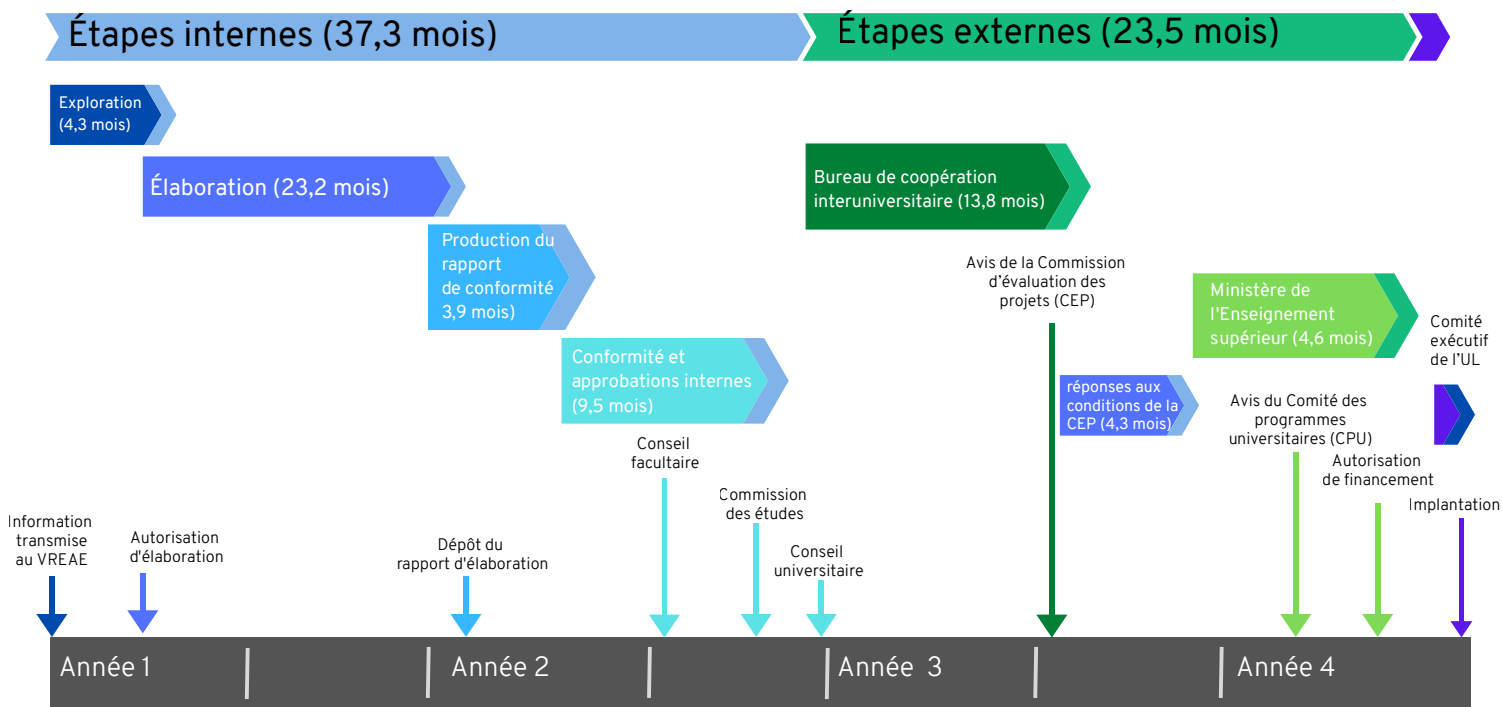 Étapes internes (37,3 mois)
Étapes externes (23,5 mois)
Exploration
(4,3 mois)
Élaboration (23,2 mois)
Bureau de coopération
interuniversitaire (13,8 mois)
Production du
rapport
de conformité
3,9 mois)
Avis de la Commission
d'évaluation des
projets (CEP)
Ministère de
l'Enseignement
supérieur (4,6 mois)
Comité
exécutif
de l'UL
Conformité et
approbations internes
(9,5 mois)
réponses aux
conditions de la
CEP (4,3 mois)
Avis du Comité des
programmes
universitaires (CPU)
Conseil
facultaire
Autorisation
de financement
Commission
des études
Implantation
Information
transmise
au VREAE
Autorisation
d'élaboration
Dépôt du
rapport d'élaboration
Conseil
universitaire
Année 1
Année 2
Année 3
Année 4